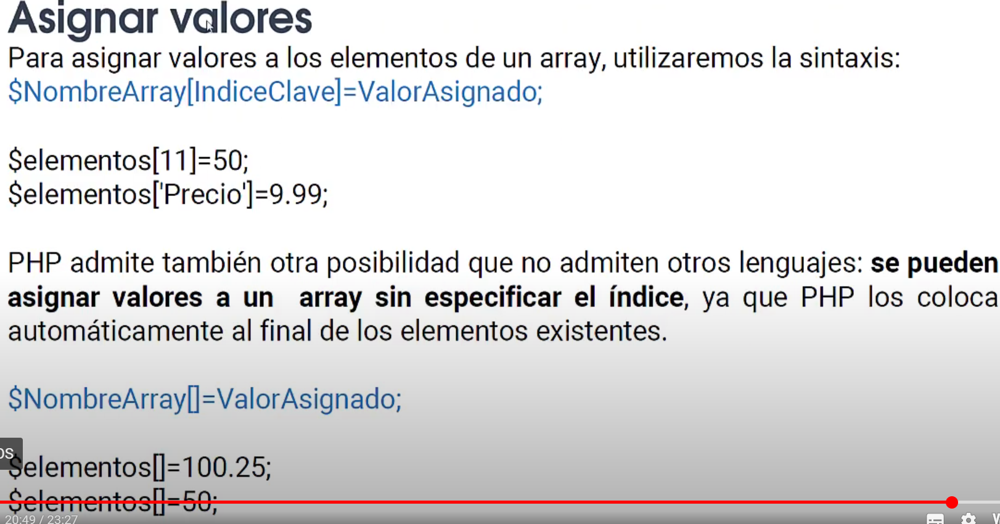 Asignar valores
Para asignar valores a los elementos de un array, utilizaremos la sintaxis:
$NombreArray[IndiceClave]=ValorAsignado;
$elementos[11]=50;
$elementos['Precio']=9.99;
PHP admite también otra posibilidad que no admiten otros lenguajes: se pueden
asignar valores a un array sin especificar el índice, ya que PHP los coloca
automáticamente al final de los elementos existentes.
$NombreArray[]=ValorAsignado;
os
$elementos[]=100.25;
$elementos[]=50;
20:49 / 23:27